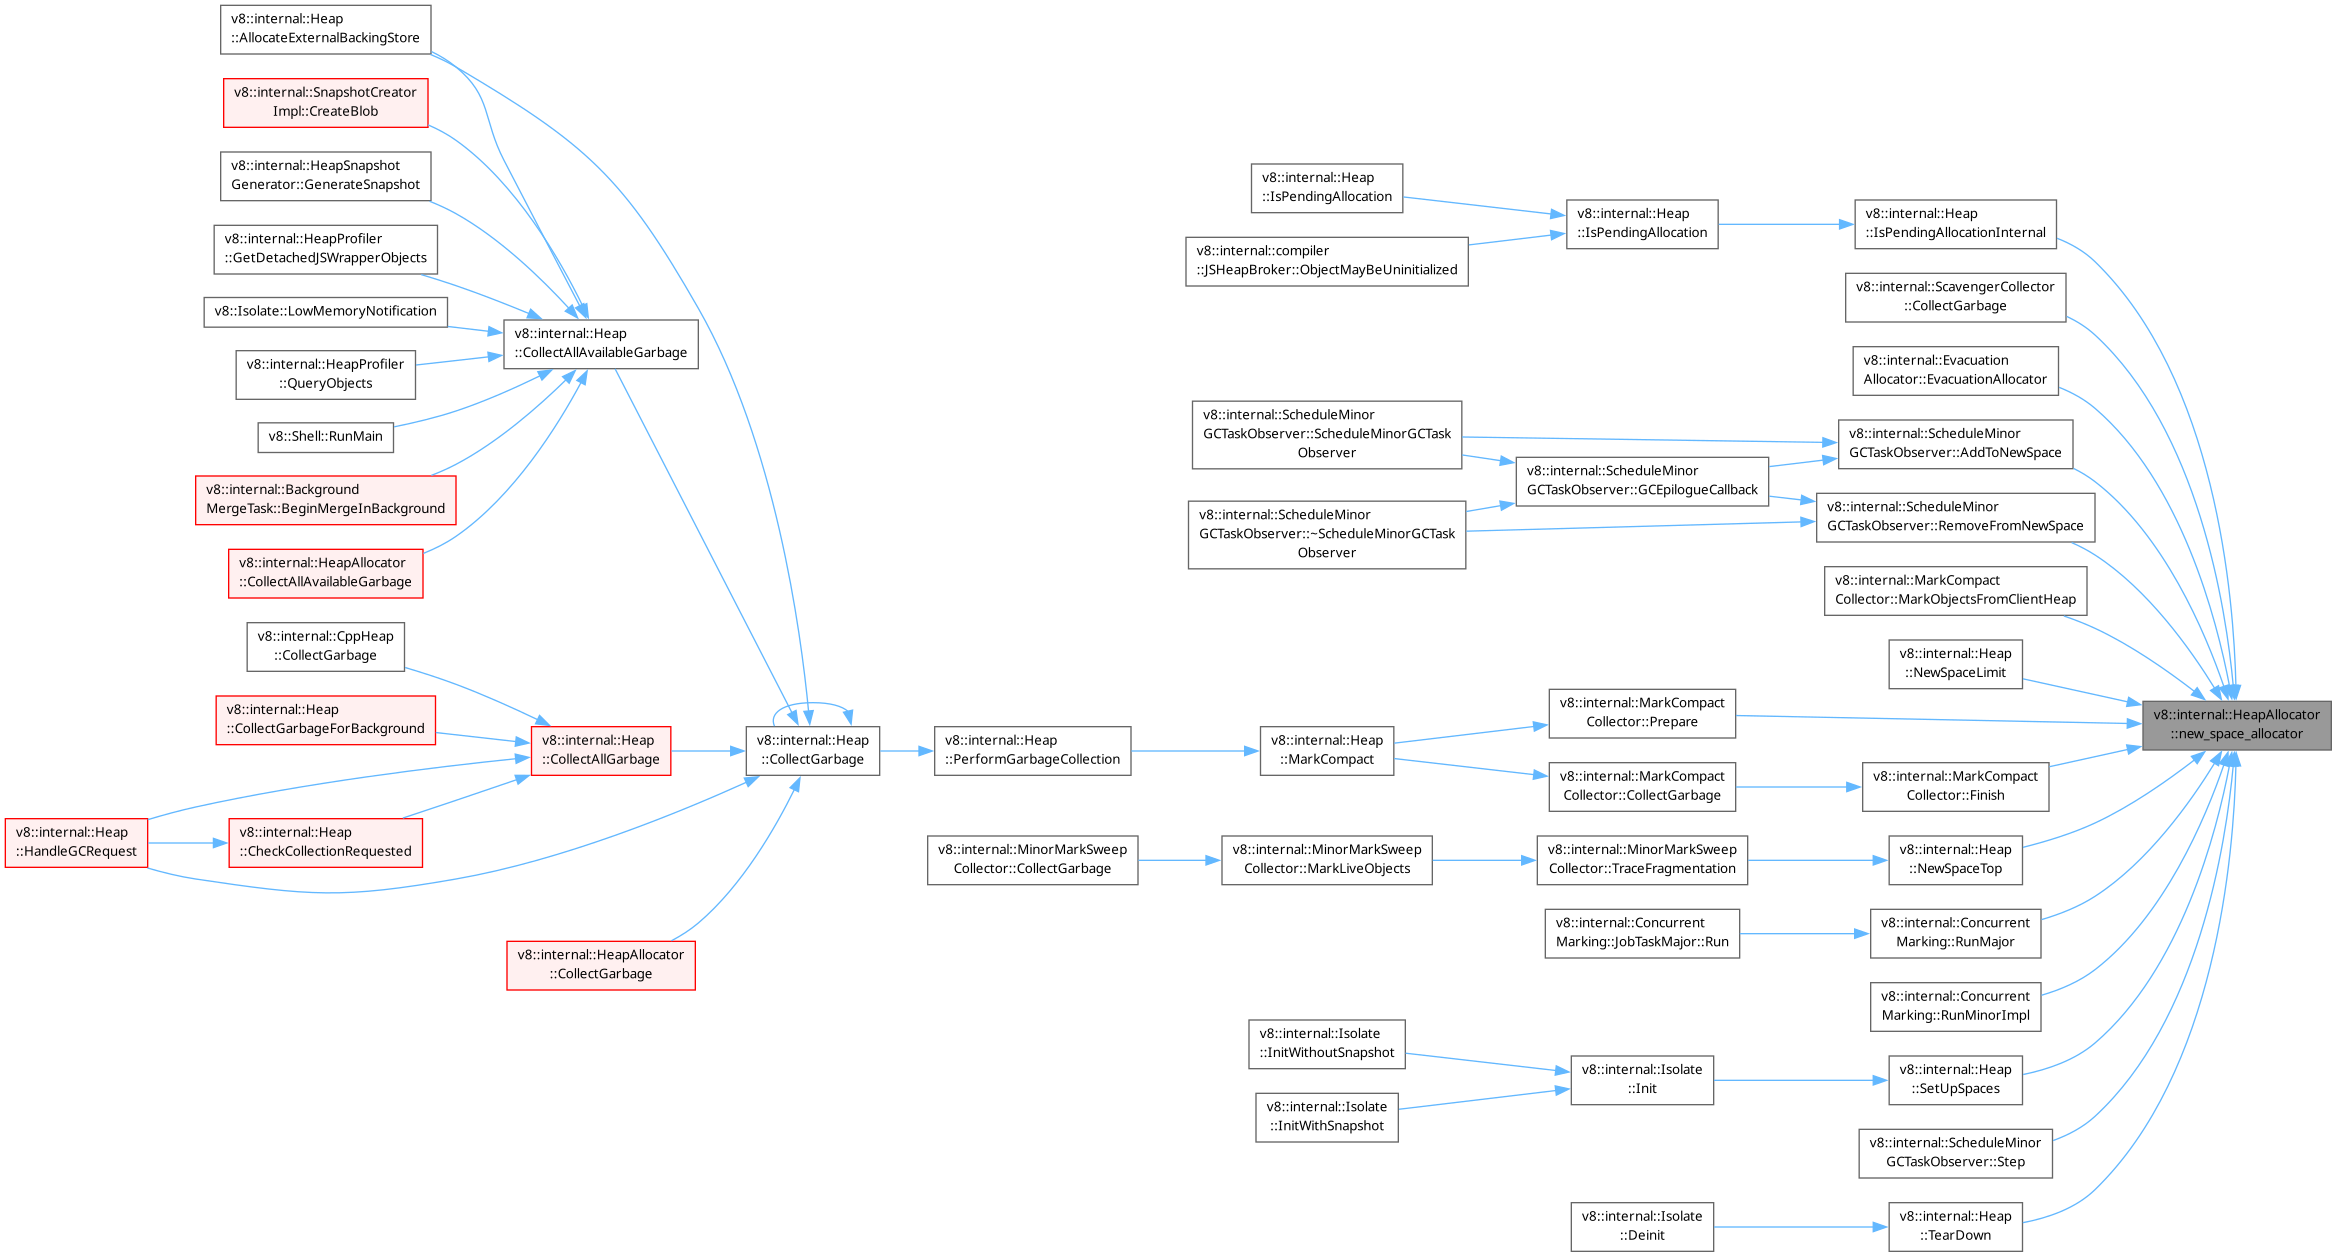 v8::internal::Heap
::AllocateExternalBackingStore
v8::internal::SnapshotCreator
Impl::CreateBlob
v8::internal::HeapSnapshot
Generator::GenerateSnapshot
v8::internal::HeapProfiler
::GetDetachedJSWrapperObjects
v8::Isolate::LowMemoryNotification
v8::internal::HeapProfiler
::QueryObjects
v8::Shell::RunMain
v8::internal::Background
MergeTask::BeginMergeInBackground
v8::internal::HeapAllocator
::CollectAllAvailableGarbage
v8::internal::CppHeap
::CollectGarbage
v8::internal::Heap
::CollectGarbageForBackground
v8::internal::Heap
::HandleGCRequest
v8::internal::Heap
::CheckCollectionRequested
v8::internal::Heap
::CollectAllAvailableGarbage
v8::internal::Heap
::CollectAllGarbage
v8::internal::HeapAllocator
::CollectGarbage
v8::internal::Heap
::CollectGarbage
v8::internal::Heap
::PerformGarbageCollection
v8::internal::MinorMarkSweep
Collector::CollectGarbage
v8::internal::Heap
::IsPendingAllocation
v8::internal::compiler
::JSHeapBroker::ObjectMayBeUninitialized
v8::internal::ScheduleMinor
GCTaskObserver::ScheduleMinorGCTask
Observer
v8::internal::ScheduleMinor
GCTaskObserver::~ScheduleMinorGCTask
Observer
v8::internal::Heap
::MarkCompact
v8::internal::MinorMarkSweep
Collector::MarkLiveObjects
v8::internal::Isolate
::InitWithoutSnapshot
v8::internal::Isolate
::InitWithSnapshot
v8::internal::Heap
::IsPendingAllocation
v8::internal::ScheduleMinor
GCTaskObserver::GCEpilogueCallback
v8::internal::MarkCompact
Collector::Prepare
v8::internal::MarkCompact
Collector::CollectGarbage
v8::internal::MinorMarkSweep
Collector::TraceFragmentation
v8::internal::Concurrent
Marking::JobTaskMajor::Run
v8::internal::Isolate
::Init
v8::internal::Isolate
::Deinit
v8::internal::Heap
::IsPendingAllocationInternal
v8::internal::ScavengerCollector
::CollectGarbage
v8::internal::Evacuation
Allocator::EvacuationAllocator
v8::internal::ScheduleMinor
GCTaskObserver::AddToNewSpace
v8::internal::ScheduleMinor
GCTaskObserver::RemoveFromNewSpace
v8::internal::MarkCompact
Collector::MarkObjectsFromClientHeap
v8::internal::Heap
::NewSpaceLimit
v8::internal::MarkCompact
Collector::Finish
v8::internal::Heap
::NewSpaceTop
v8::internal::Concurrent
Marking::RunMajor
v8::internal::Concurrent
Marking::RunMinorImpl
v8::internal::Heap
::SetUpSpaces
v8::internal::ScheduleMinor
GCTaskObserver::Step
v8::internal::Heap
::TearDown
v8::internal::HeapAllocator
::new_space_allocator